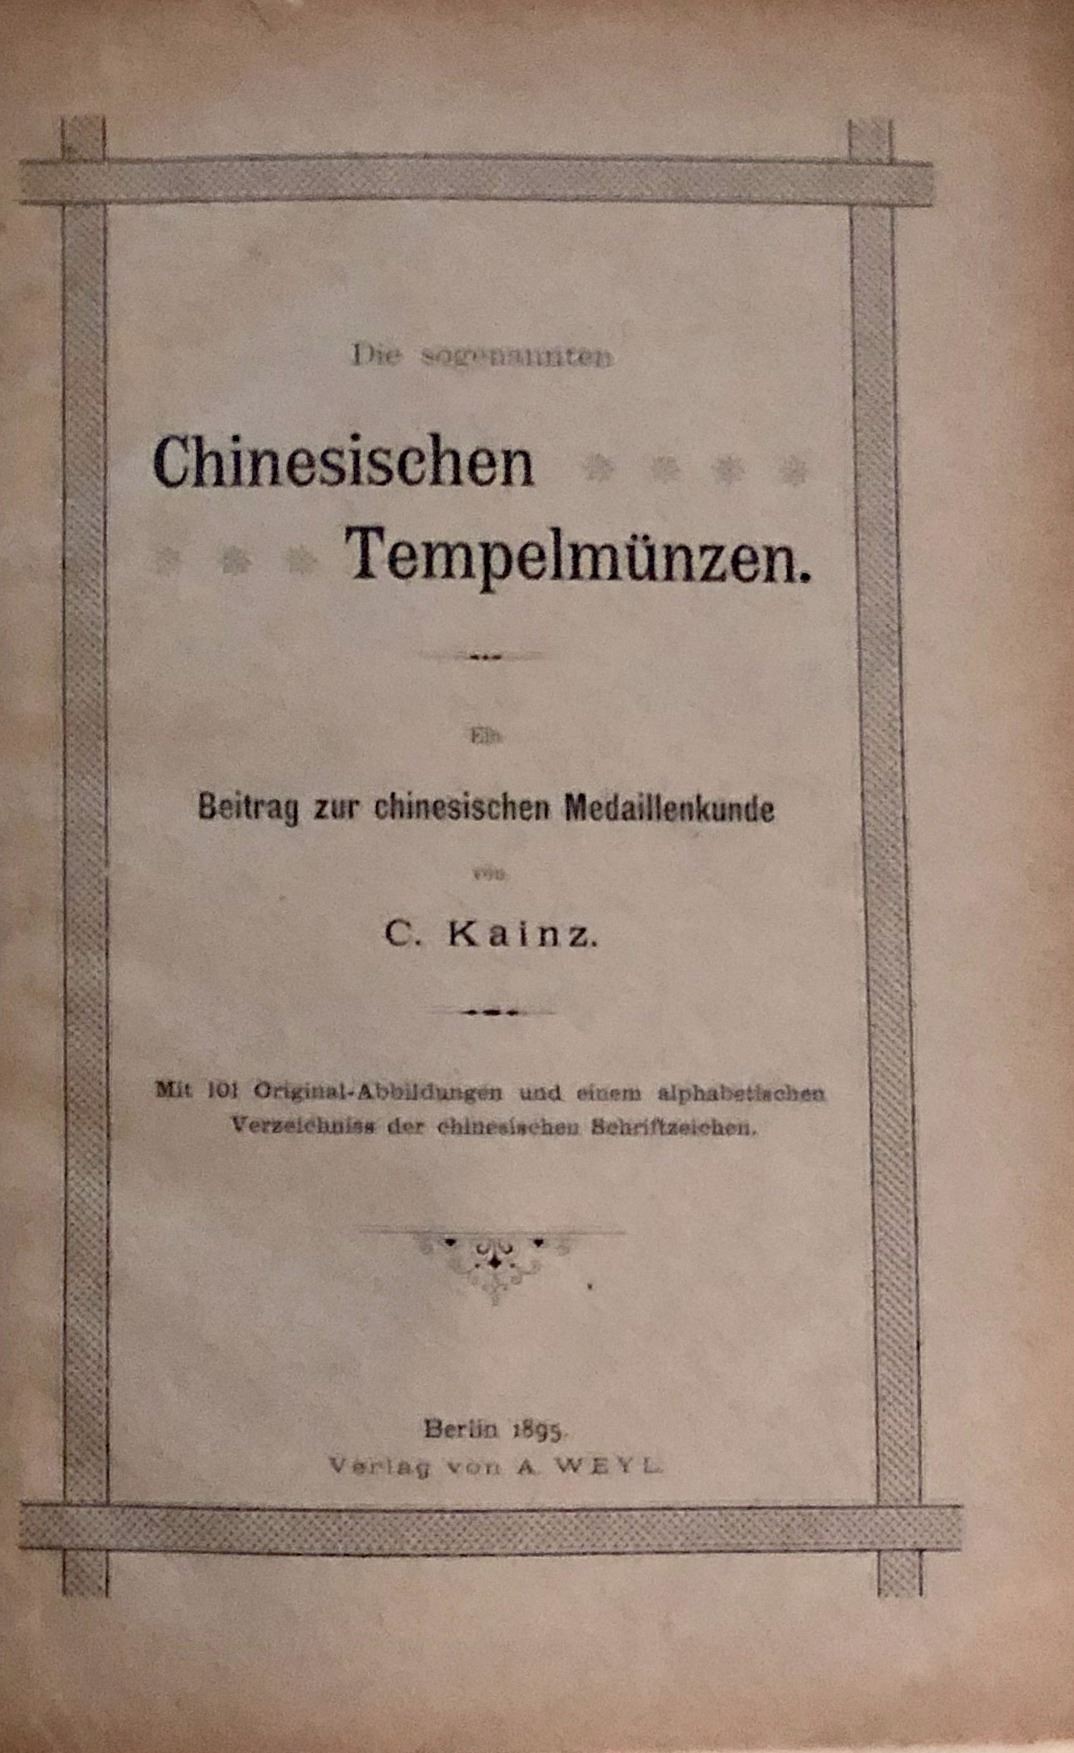 Die sogenannten
Chinesischen
Tempelmünzen.
Ein
Beitrag zur chinesischen Medaillenkunde
von
C. Kainz.
Mit 101 Original-Abbildungen und einem alphabetischen
Verzeichniss der chinesischen Schriftzeichen.
Berlin 1895.
Verlag von A. WEYL.